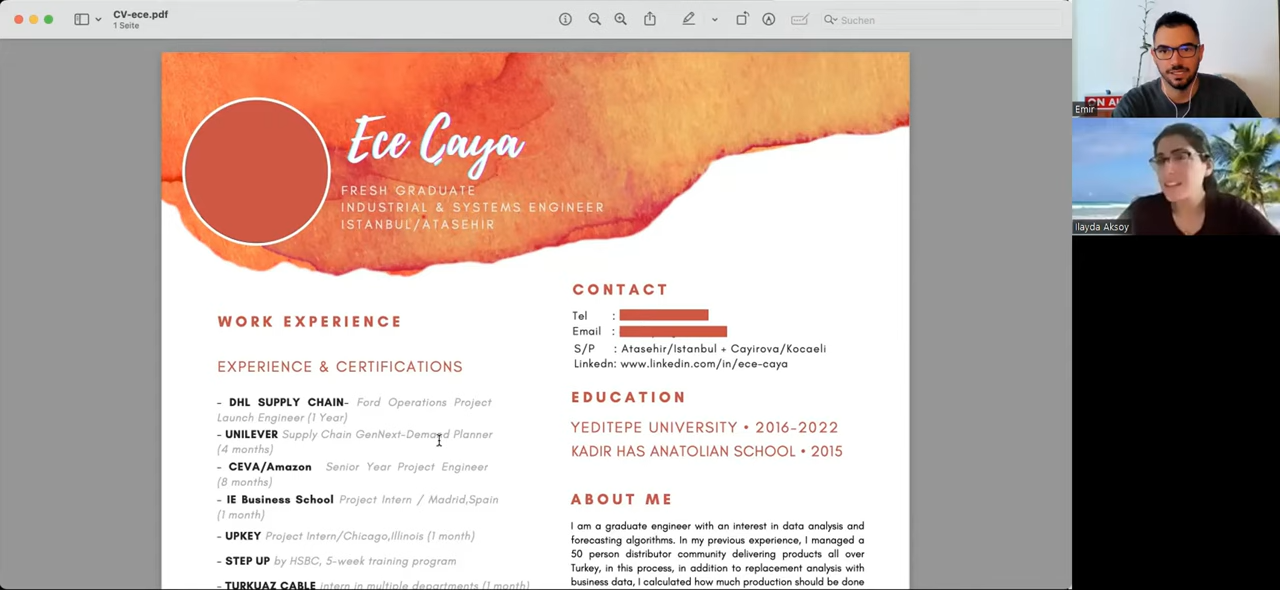 CV-ece.pdf
1 Seite
Suchen
Ece Caya
FRESH GRADUATE
INDUSTRIAL & SYSTEMS ENGINEER
ISTANBUL/ATASEHIR
WORK EXPERIENCE
EXPERIENCE & CERTIFICATIONS
- DHL SUPPLY CHAIN- Ford Operations Project
Launch Engineer (1 Year)
- UNILEVER Supply Chain GenNext-Demand Planner
(4 months)
- CEVA/Amazon Senior Year Project Engineer
(8 months)
- IE Business School Project Intern / Madrid,Spain
(1 month)
- UPKEY Project Intern/Chicago,Illinois (1 month)
- STEP UP by HSBC, 5-week training program
- TURKUAZ CABLE intern in multiple departments (1 month)
CONTACT
Tel :
Email :
S/P : Atasehir/Istanbul + Cayirova/Kocaeli
Linkedn: www.linkedin.com/in/ece-caya
EDUCATION
YEDITEPE UNIVERSITY • 2016-2022
KADIR HAS ANATOLIAN SCHOOL • 2015
ABOUT ME
I am a graduate engineer with an interest in data analysis and
forecasting algorithms. In my previous experience, I managed a
50 person distributor community delivering products all over
Turkey, in this process, in addition to replacement analysis with
business data, I calculated how much production should be done
ON AI
Emir
Ilayda Aksoy